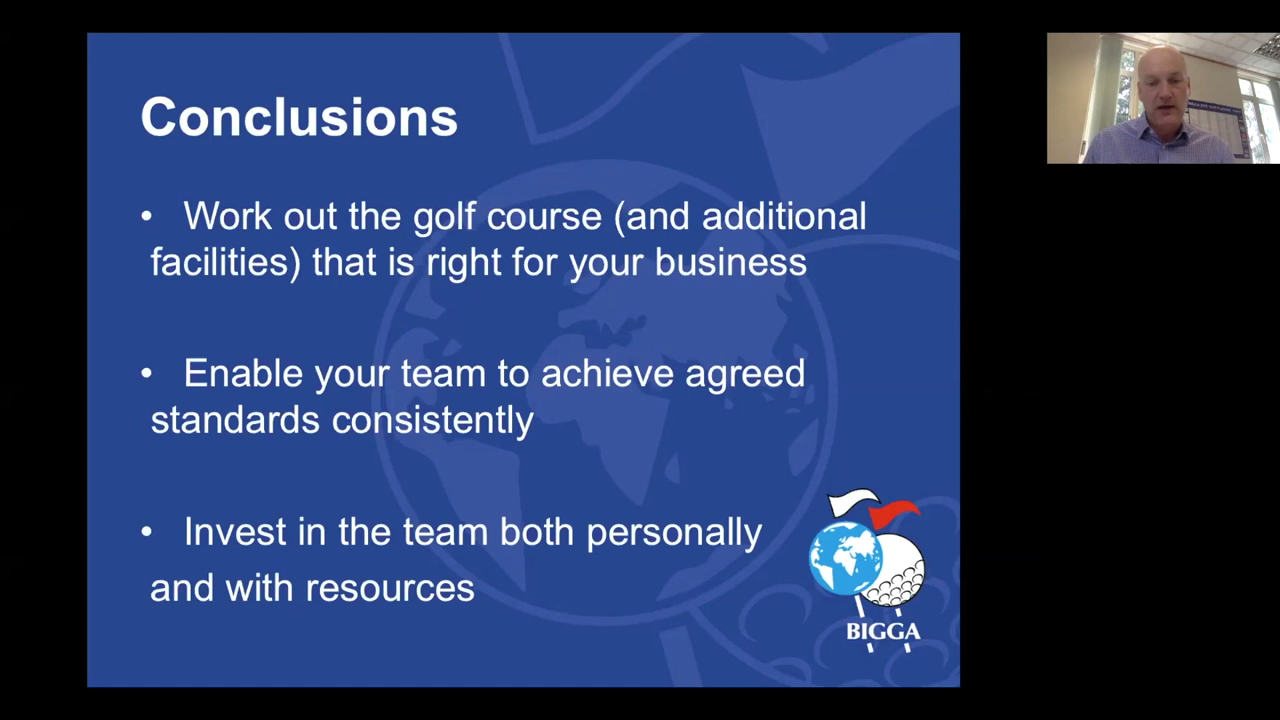 Conclusions
• Work out the golf course (and additional
facilities) that is right for your business
• Enable your team to achieve agreed
standards consistently
• Invest in the team both personally
and with resources
BIGGA